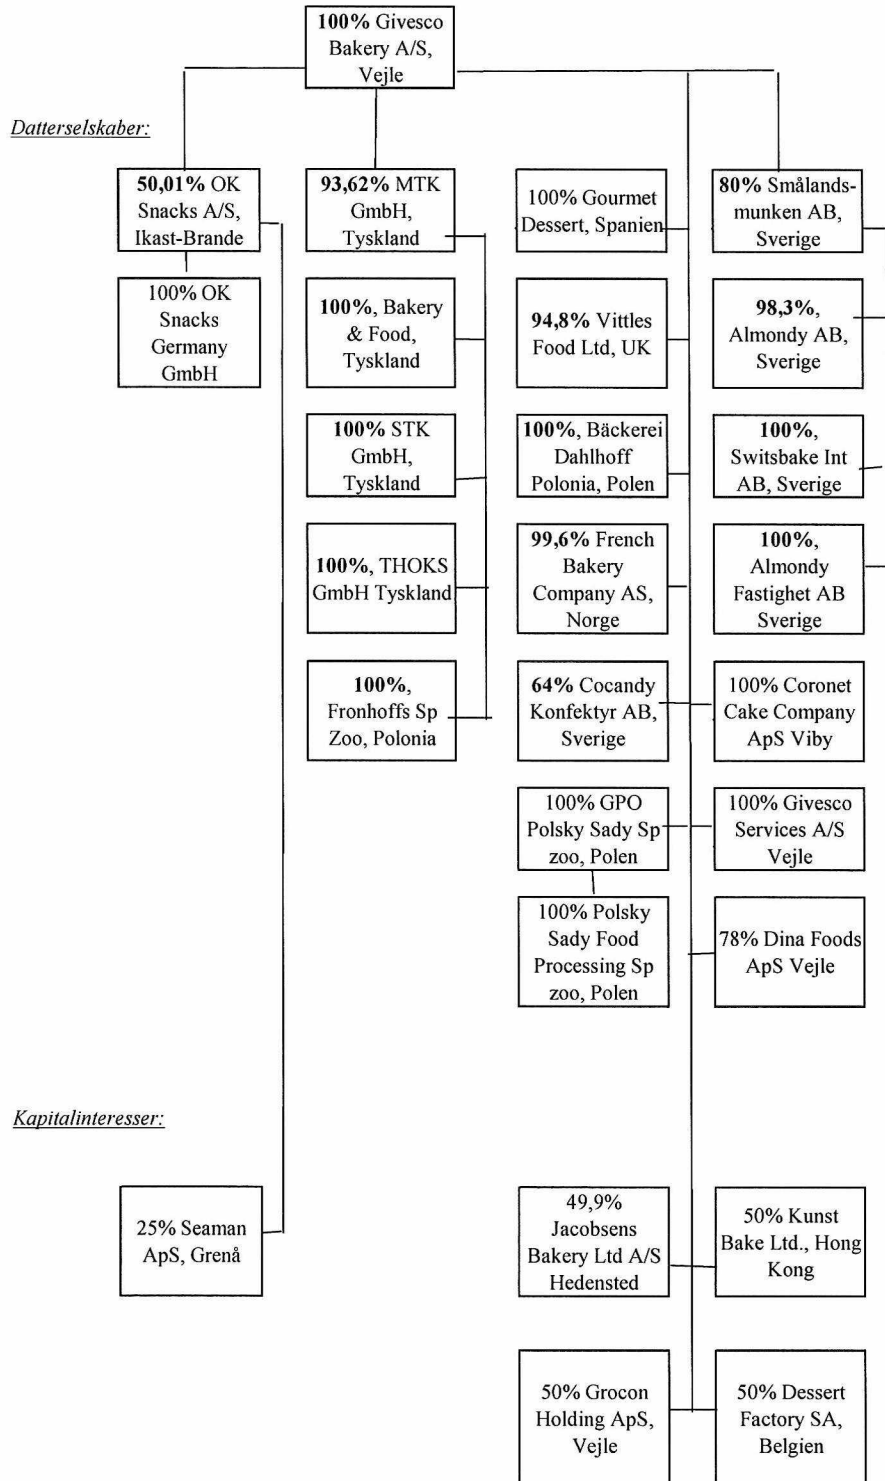 100% Givesco
Bakery A/S,
Vejle
Datterselskaber:
50,01% OK
Snacks A/S,
Ikast-Brande
93,62% MTK
GmbH,
Tyskland
100% Gourmet
Dessert, Spanien
80% Smålands-
munken AB,
Sverige
100% OK
Snacks
Germany
GmbH
100%, Bakery
& Food,
Tyskland
94,8% Vittles
Food Ltd, UK
98,3%,
Almondy AB,
Sverige
100% STK
GmbH,
Tyskland
100%, Bäckerei
Dahlhoff
Polonia, Polen
100%,
Switsbake Int
AB, Sverige
100%, THOKS
GmbH Tyskland
99,6% French
Bakery
Company AS,
Norge
100%,
Almondy
Fastighet AB
Sverige
100%,
Fronhoffs Sp
Zoo, Polonia
64% Cocandy
Konfektyr AB,
Sverige
100% Coronet
Cake Company
ApS Viby
100% GPO
Polsky Sady Sp
zoo, Polen
100% Givesco
Services A/S
Vejle
100% Polsky
Sady Food
Processing Sp
zoo, Polen
78% Dina Foods
ApS Vejle
Kapitalinteresser:
25% Seaman
ApS, Grenå
49,9%
Jacobsens
Bakery Ltd A/S
Hedensted
50% Kunst
Bake Ltd., Hong
Kong
50% Grocon
Holding ApS,
Vejle
50% Dessert
Factory SA,
Belgien